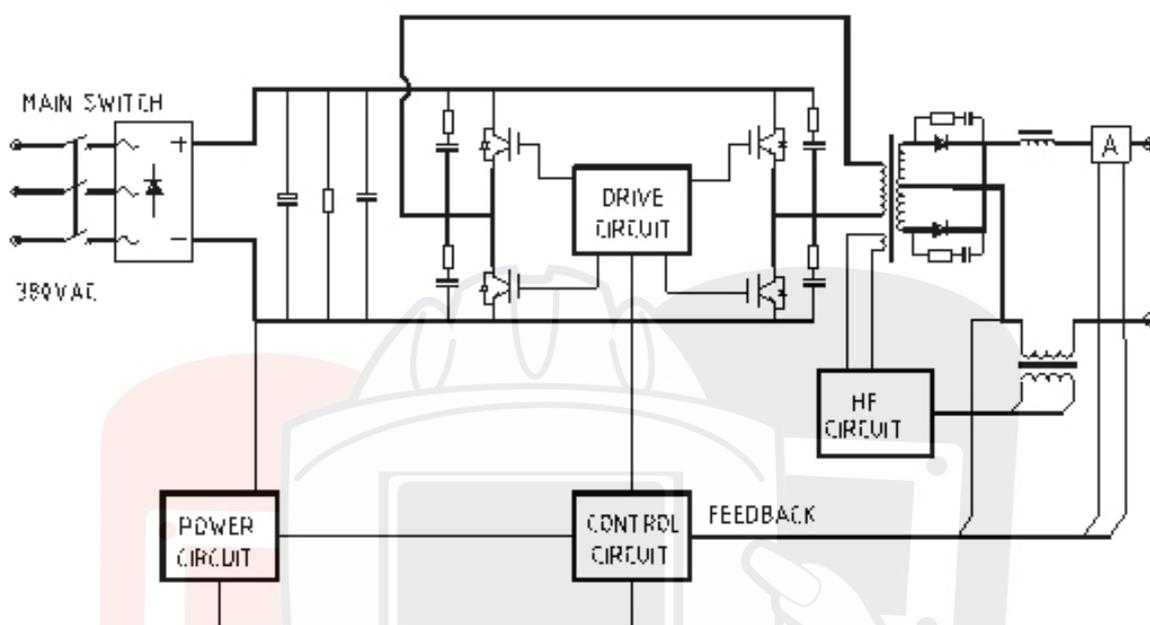 MAIN SWITCH
+
−
380VAC
DRIVE
CIRCUIT
A
HF
CIRCUIT
POWER
CIRCUIT
CONTROL
CIRCUIT
FEEDBACK